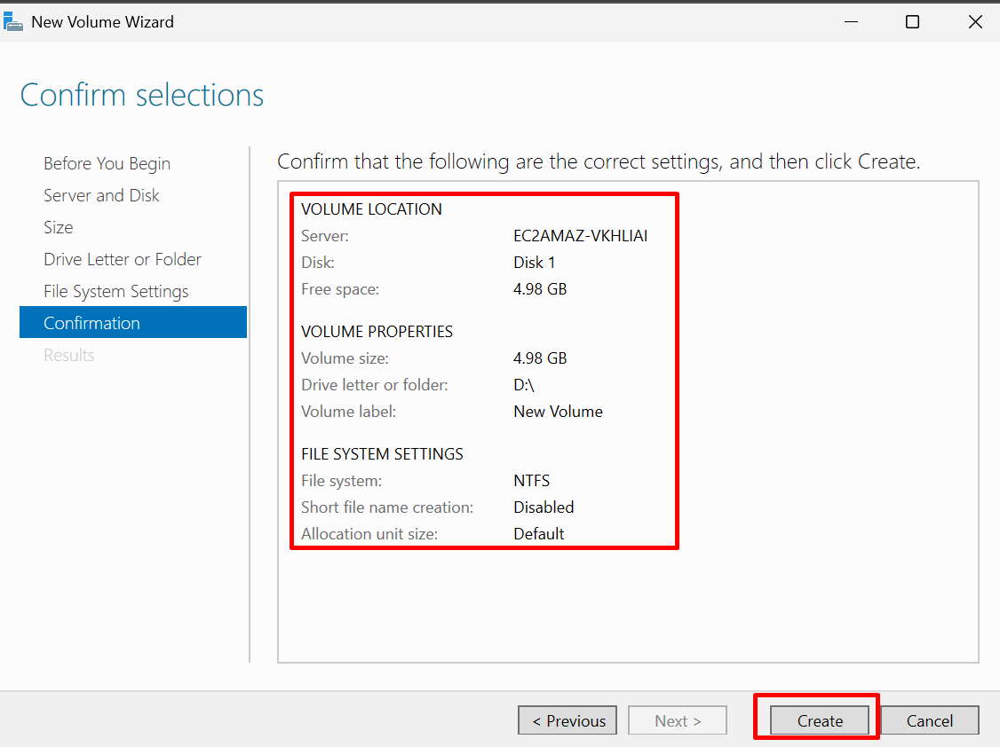 New Volume Wizard
Confirm selections
Before You Begin
Server and Disk
Size
Drive Letter or Folder
File System Settings
Confirmation
Results
Confirm that the following are the correct settings, and then click Create.
VOLUME LOCATION
Server: EC2AMAZ-VKHLIAI
Disk: Disk 1
Free space: 4.98 GB
VOLUME PROPERTIES
Volume size: 4.98 GB
Drive letter or folder: D:\
Volume label: New Volume
FILE SYSTEM SETTINGS
File system: NTFS
Short file name creation: Disabled
Allocation unit size: Default
< Previous Next > Create Cancel